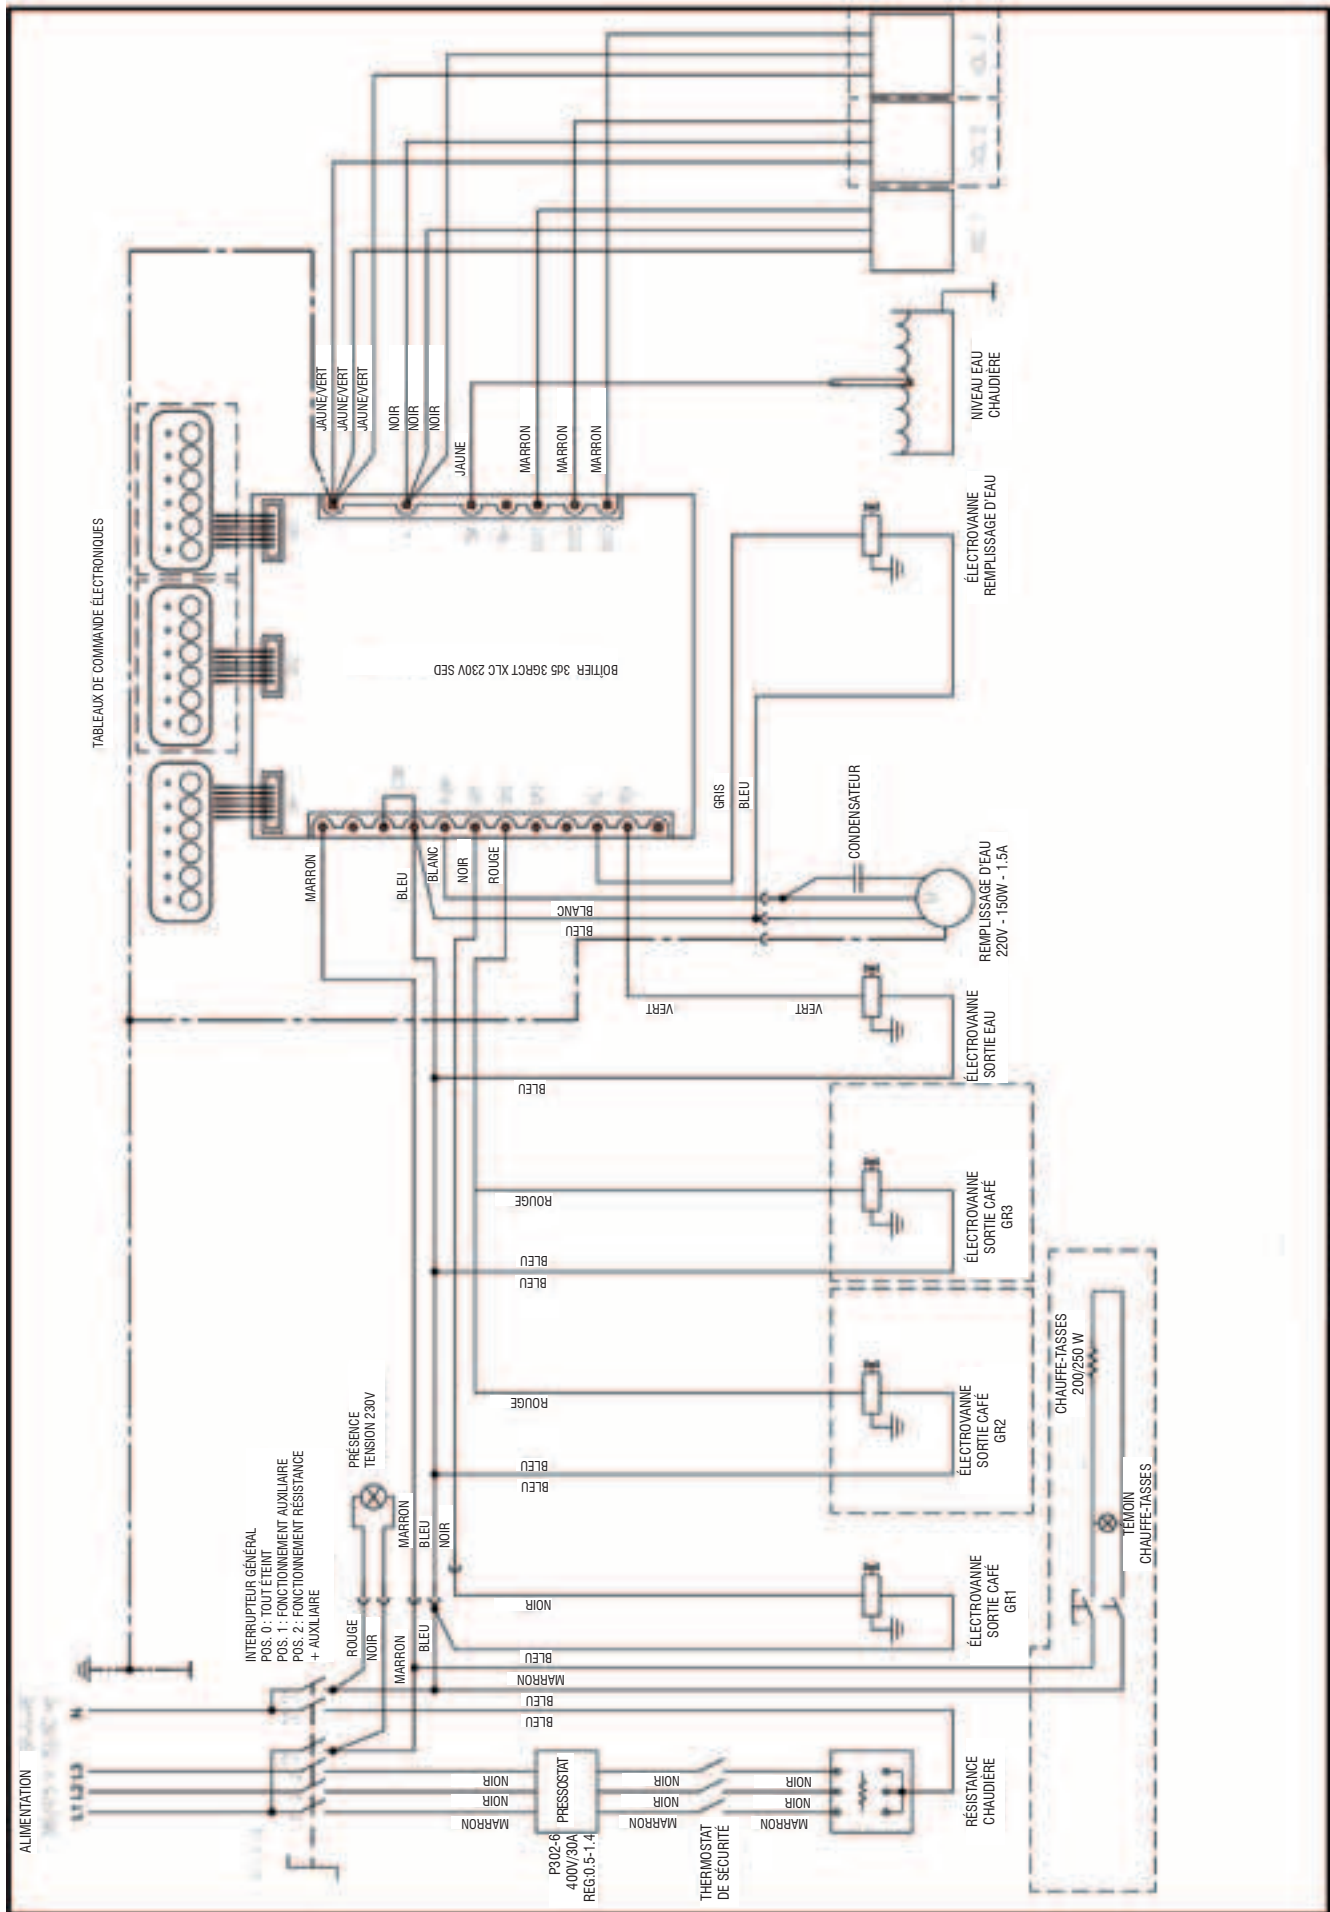 ALIMENTATION
L1 L2 L3
N
INTERRUPTEUR GÉNÉRAL
POS. 0 : TOUT ÉTEINT
POS. 1 : FONCTIONNEMENT AUXILIAIRE
POS. 2 : FONCTIONNEMENT RÉSISTANCE
+ AUXILIAIRE
PRÉSENCE
TENSION 230V
ROUGE
NOIR
MARRON
BLEU
MARRON
BLEU
NOIR
TABLEAUX DE COMMANDE ÉLECTRONIQUES
BOÎTIER 3d5 3GRCT XLC 230V SED
MARRON
BLEU
BLANC
NOIR
ROUGE
JAUNE/VERT
JAUNE/VERT
JAUNE/VERT
NOIR
NOIR
NOIR
JAUNE
MARRON
MARRON
MARRON
GRIS
BLEU
BLANC
BLEU
VERT
VERT
BLEU
ROUGE
BLEU
BLEU
ROUGE
BLEU
BLEU
NOIR
BLEU
MARRON
BLEU
BLEU
NOIR
NOIR
MARRON
PRESSOSTAT
P302-6
400V/30A
REG:0.5-1.4
NOIR
NOIR
MARRON
THERMOSTAT
DE SÉCURITÉ
NOIR
NOIR
MARRON
RÉSISTANCE
CHAUDIÈRE
ÉLECTROVANNE
SORTIE CAFÉ
GR1
ÉLECTROVANNE
SORTIE CAFÉ
GR2
ÉLECTROVANNE
SORTIE CAFÉ
GR3
ÉLECTROVANNE
SORTIE EAU
CONDENSATEUR
REMPLISSAGE D'EAU
220V - 150W - 1.5A
ÉLECTROVANNE
REMPLISSAGE D'EAU
NIVEAU EAU
CHAUDIÈRE
CHAUFFE-TASSES
200/250 W
TÉMOIN
CHAUFFE-TASSES